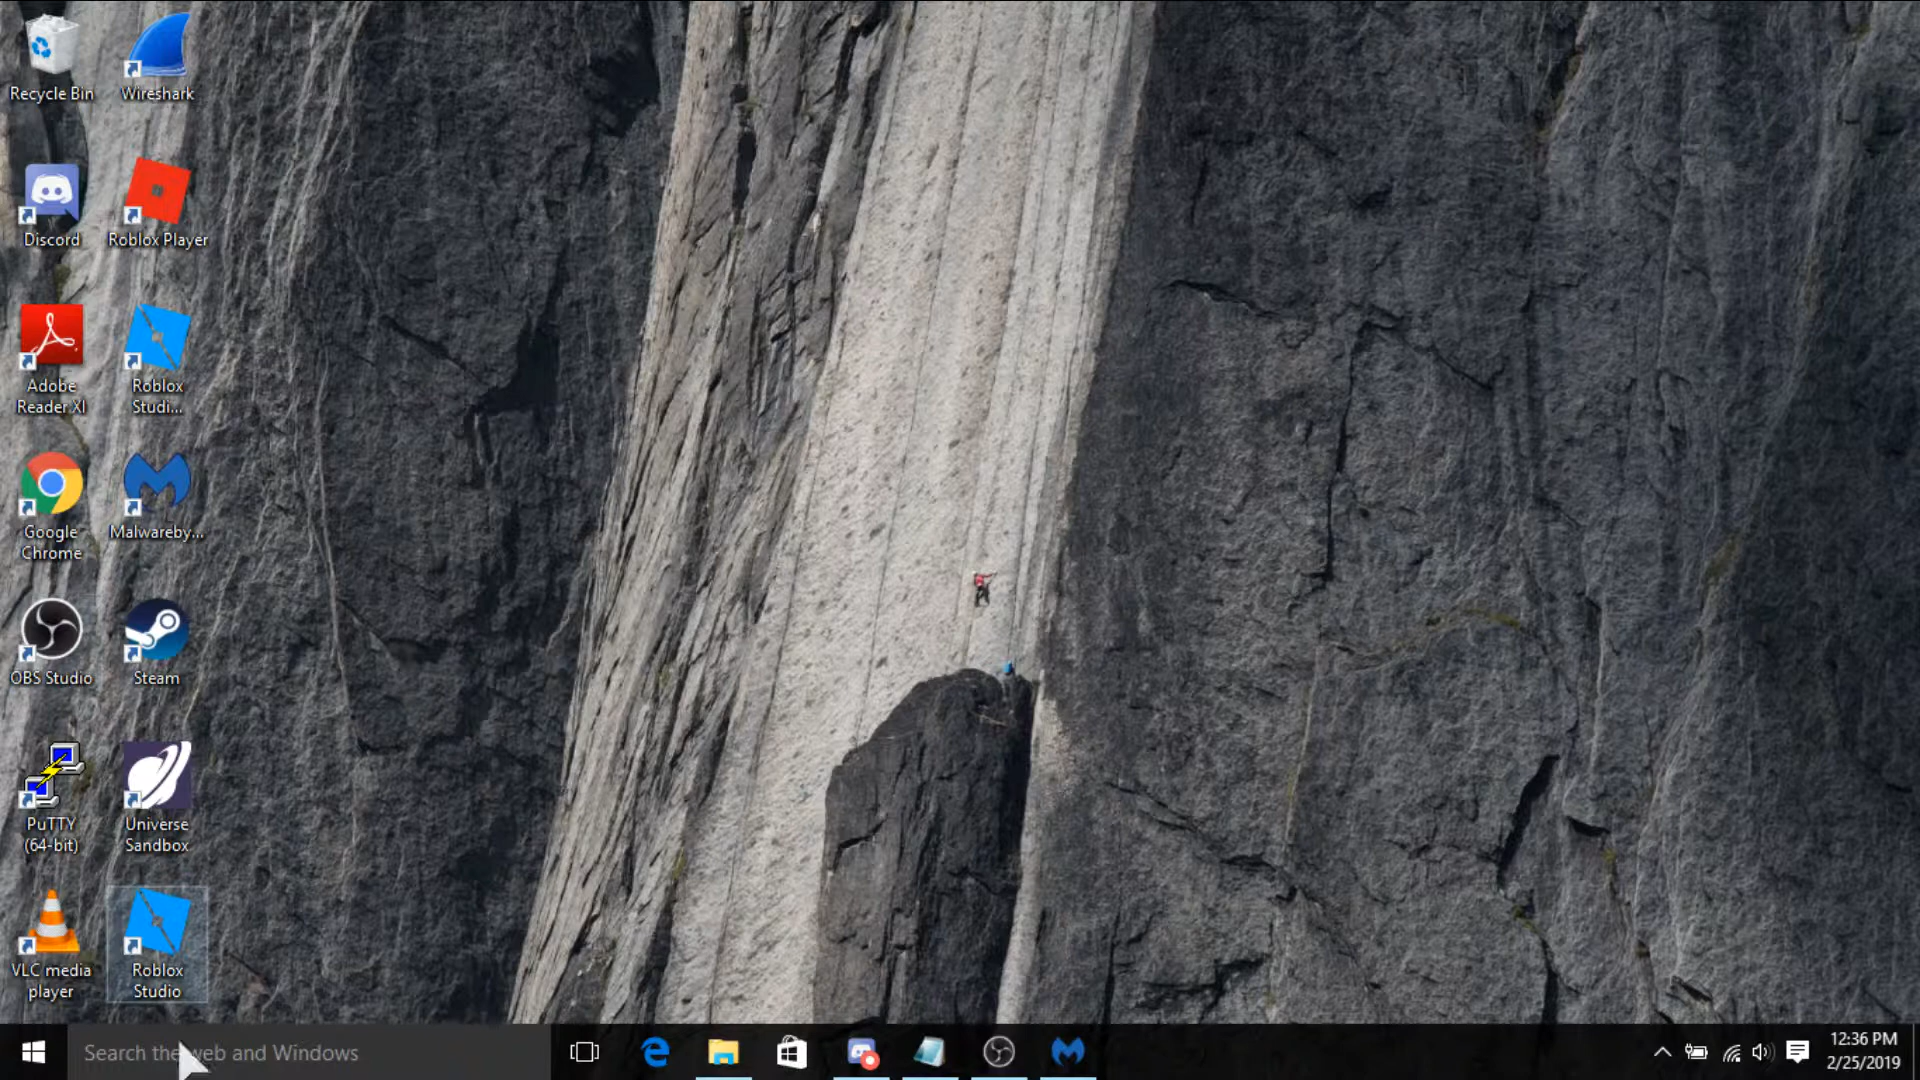 Recycle Bin
Wireshark
Discord
Roblox Player
Adobe
Reader XI
Roblox
Studi...
Google
Chrome
Malwareby...
OBS Studio
Steam
PuTTY
(64-bit)
Universe
Sandbox
VLC media
player
Roblox
Studio
Search the web and Windows
12:36 PM
2/25/2019